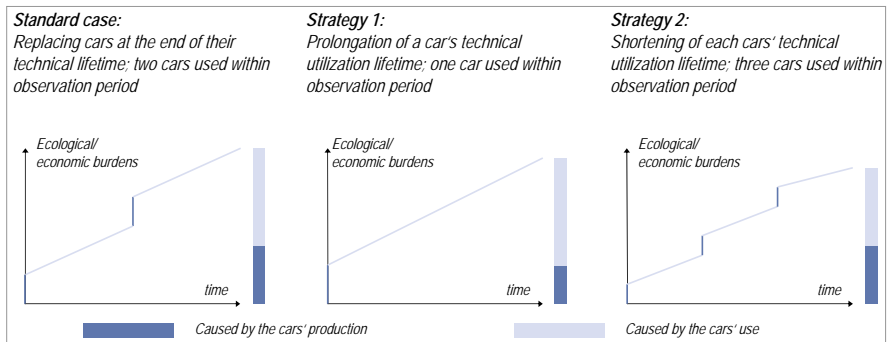 Standard case:
Replacing cars at the end of their
technical lifetime; two cars used within
observation period
Strategy 1:
Prolongation of a car's technical
utilization lifetime; one car used within
observation period
Strategy 2:
Shortening of each cars' technical
utilization lifetime; three cars used within
observation period
Ecological/
economic burdens
time
Ecological/
economic burdens
time
Ecological/
economic burdens
time
Caused by the cars' production
Caused by the cars' use